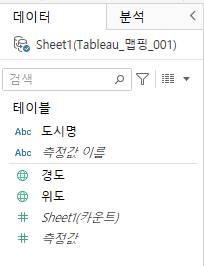 데이터 분석
Sheet1(Tableau_맵핑_001)
검색
테이블
Abc 도시명
Abc 측정값 이름
경도
위도
Sheet1(카운트)
측정값